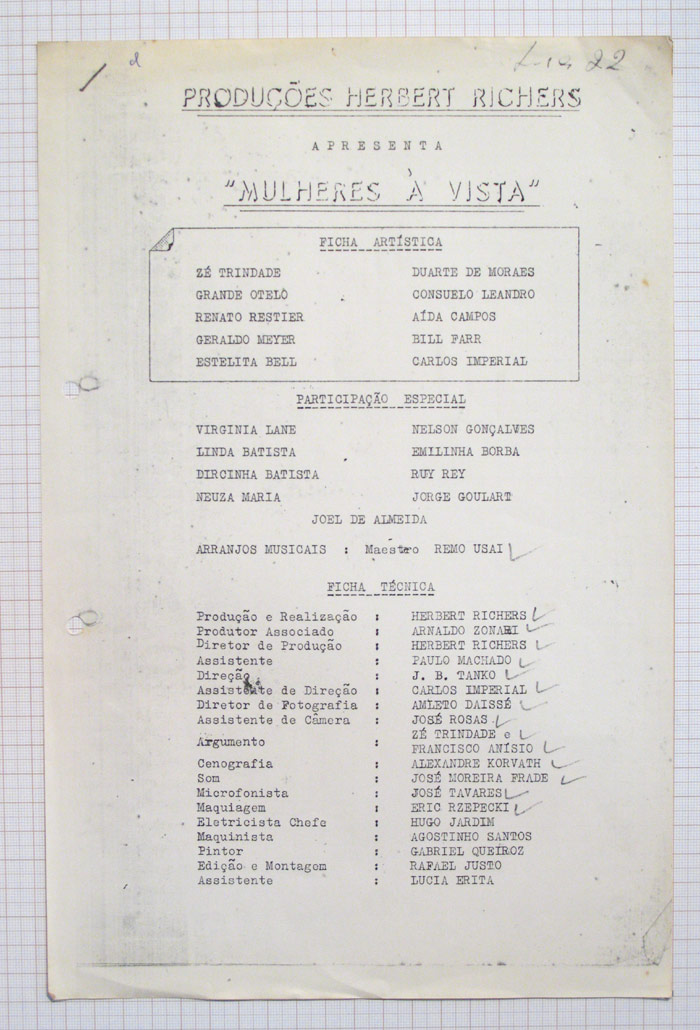 d
22
PRODUÇÕES HERBERT RICHERS
APRESENTA
"MULHERES À VISTA"
FICHA ARTÍSTICA
ZÉ TRINDADE DUARTE DE MORAES
GRANDE OTELO CONSUELO LEANDRO
RENATO RESTIER AÍDA CAMPOS
GERALDO MEYER BILL FARR
ESTELITA BELL CARLOS IMPERIAL
PARTICIPAÇÃO ESPECIAL
VIRGINIA LANE NELSON GONÇALVES
LINDA BATISTA EMILINHA BORBA
DIRCINHA BATISTA RUY REY
NEUZA MARIA JORGE GOULART
JOEL DE ALMEIDA
ARRANJOS MUSICAIS : Maestro REMO USAI
FICHA TÉCNICA
Produção e Realização : HERBERT RICHERS
Produtor Associado : ARNALDO ZONARI
Diretor de Produção : HERBERT RICHERS
Assistente : PAULO MACHADO
Direção : J. B. TANKO
Assistente de Direção : CARLOS IMPERIAL
Diretor de Fotografia : AMLETO DAISSÉ
Assistente de Câmera : JOSÉ ROSAS
ZÉ TRINDADE e
Argumento :
FRANCISCO ANÍSIO
Cenografia : ALEXANDRE KORVATH
Som : JOSÉ MOREIRA FRADE
Microfonista : JOSÉ TAVARES
Maquiagem : ERIC RZEPECKI
Eletricista Chefe : HUGO JARDIM
Maquinista : AGOSTINHO SANTOS
Pintor : GABRIEL QUEIROZ
Edição e Montagem : RAFAEL JUSTO
Assistente : LUCIA ERITA